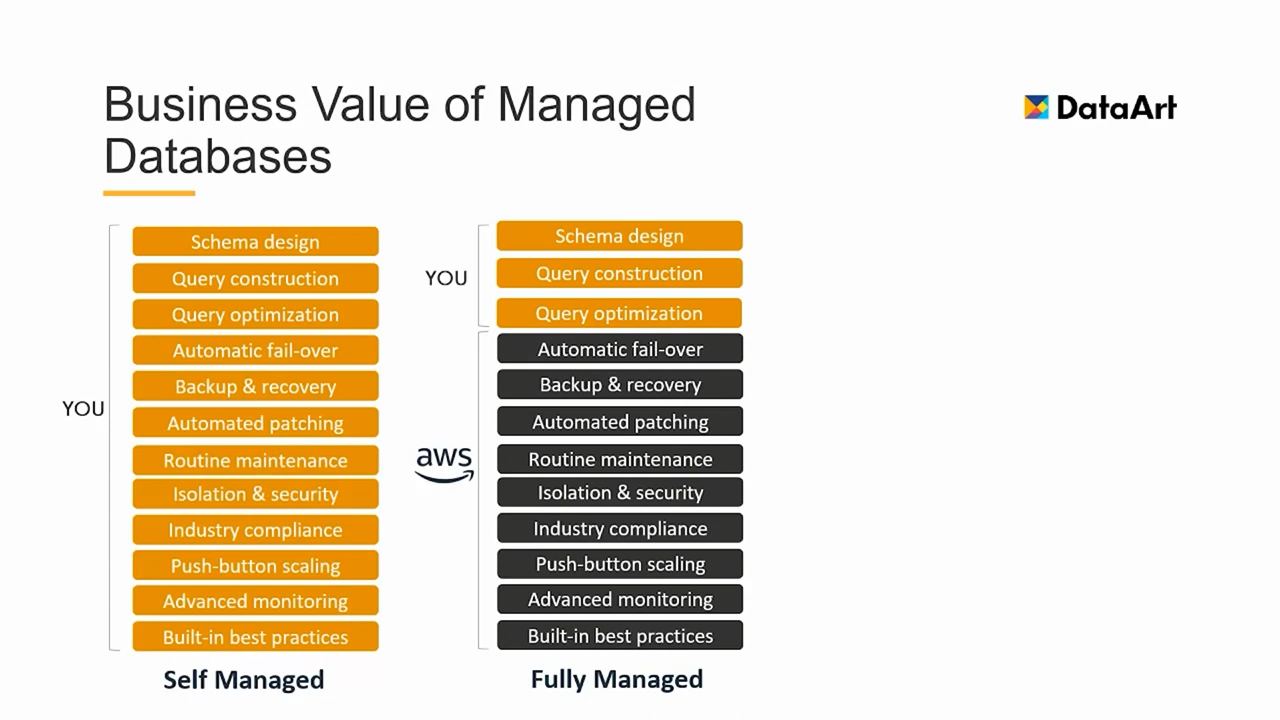 Business Value of Managed
Databases
DataArt
YOU
Schema design
Query construction
Query optimization
Automatic fail-over
Backup & recovery
Automated patching
Routine maintenance
Isolation & security
Industry compliance
Push-button scaling
Advanced monitoring
Built-in best practices
Self Managed
YOU
Schema design
Query construction
Query optimization
aws
Automatic fail-over
Backup & recovery
Automated patching
Routine maintenance
Isolation & security
Industry compliance
Push-button scaling
Advanced monitoring
Built-in best practices
Fully Managed